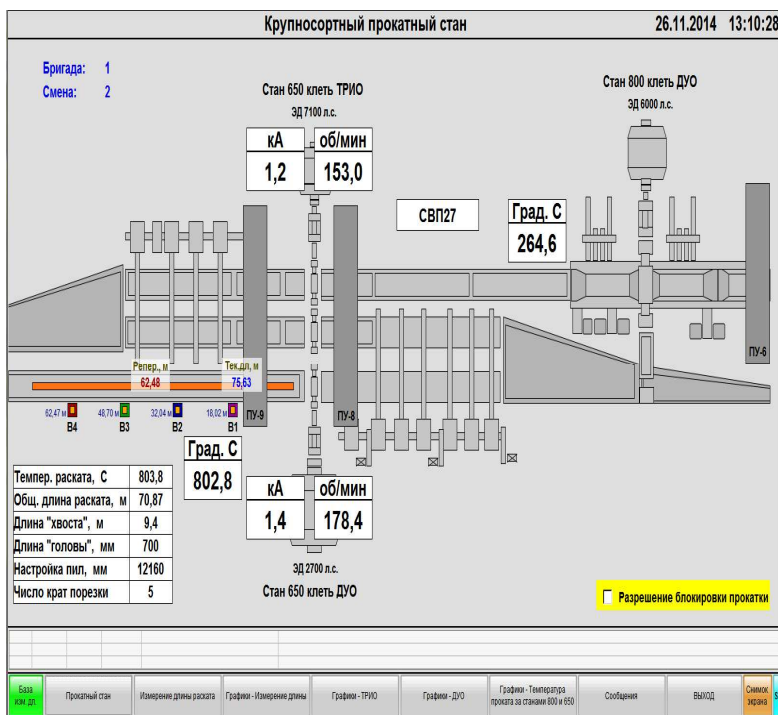 Крупносортный прокатный стан 26.11.2014 13:10:28
Бригада: 1
Смена: 2
Стан 650 клеть ТРИО
ЭД 7100 л.с.
кА об/мин
1,2 153,0
Стан 800 клеть ДУО
ЭД 6000 л.с.
СВП27
Град. С
264,6
ПУ-6
Репер., м Тек.дл, м
62,48 75,63
62,47 м 48,70 м 32,04 м 18,02 м
В4 В3 В2 В1
ПУ-9 ПУ-8
Град. С
802,8
кА об/мин
1,4 178,4
ЭД 2700 л.с.
Стан 650 клеть ДУО
Темпер. раската, С 803,8
Общ. длина раската, м 70,87
Длина "хвоста", м 9,4
Длина "головы", мм 700
Настройка пил, мм 12160
Число крат порезки 5
Разрешение блокировки прокатки
База
изм. дл.
Прокатный стан
Измерение длины раската
Графики - Измерение длины
Графики - ТРИО
Графики - ДУО
Графики - Температура
проката за станами 800 и 650
Сообщения
ВЫХОД
Снимок
экрана